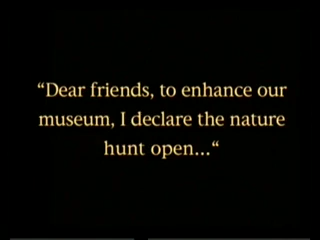 “Dear friends, to enhance our
museum, I declare the nature
hunt open...“